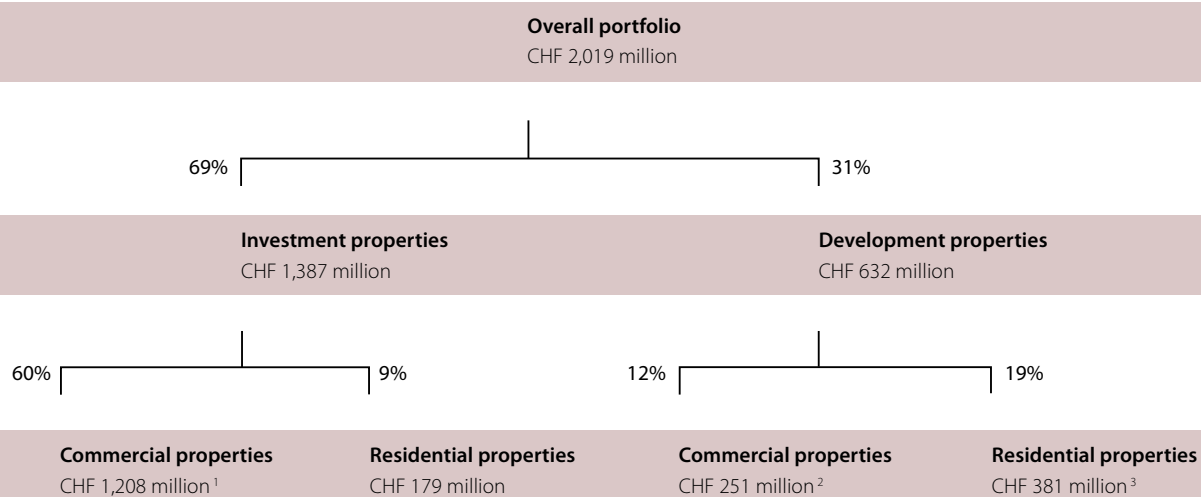 Overall portfolio
CHF 2,019 million
69%
31%
Investment properties
CHF 1,387 million
Development properties
CHF 632 million
60%
9%
12%
19%
Commercial properties
CHF 1,208 million 1
Residential properties
CHF 179 million
Commercial properties
CHF 251 million 2
Residential properties
CHF 381 million 3